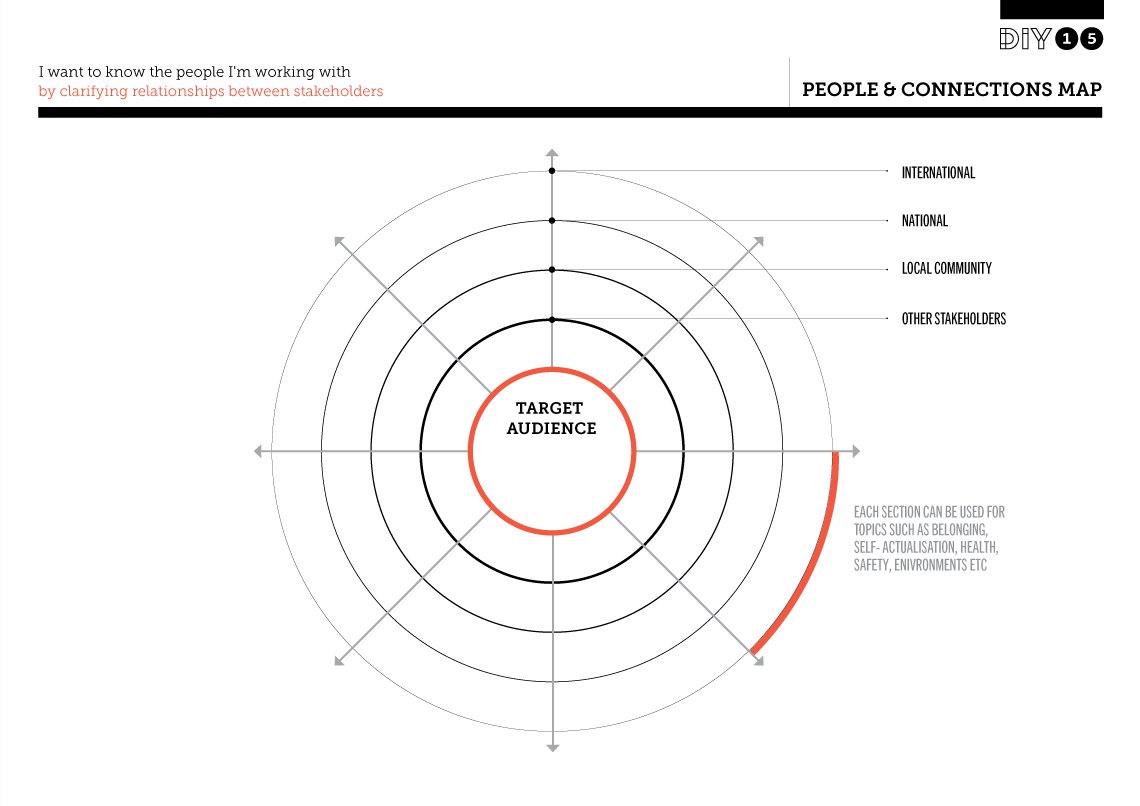 DIY 1 5
I want to know the people I'm working with
by clarifying relationships between stakeholders
PEOPLE & CONNECTIONS MAP
INTERNATIONAL
NATIONAL
LOCAL COMMUNITY
OTHER STAKEHOLDERS
TARGET
AUDIENCE
EACH SECTION CAN BE USED FOR
TOPICS SUCH AS BELONGING,
SELF- ACTUALISATION, HEALTH,
SAFETY, ENIVRONMENTS ETC